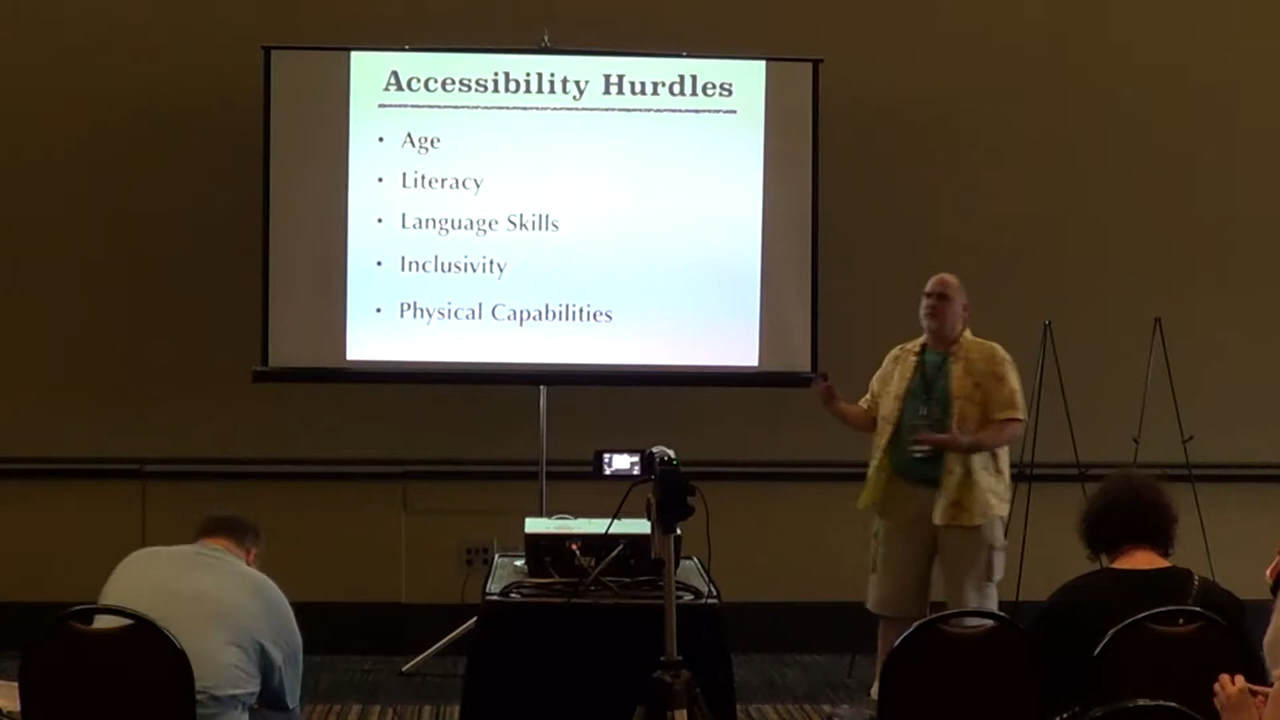 Accessibility Hurdles
• Age
• Literacy
• Language Skills
• Inclusivity
• Physical Capabilities